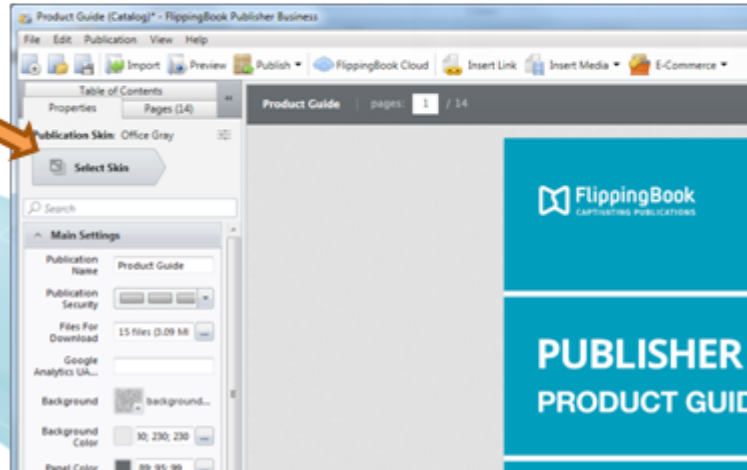 Product Guide (Catalog)* - FlippingBook Publisher Business
File Edit Publication View Help
Import Preview Publish FlippingBook Cloud Insert Link Insert Media E-Commerce
Table of Contents
Properties Pages (14)
Product Guide pages: 1 / 14
Publication Skin: Office Gray
Select Skin
Search
Main Settings
Publication Name Product Guide
Publication Security
Files For Download 15 files (3.09 MI ...
Google Analytics UA...
Background background...
Background Color 30; 230; 230 ...
Panel Color 89; 95; 99 ...
FlippingBook
CAPTIVATING PUBLICATIONS
PUBLISHER
PRODUCT GUID